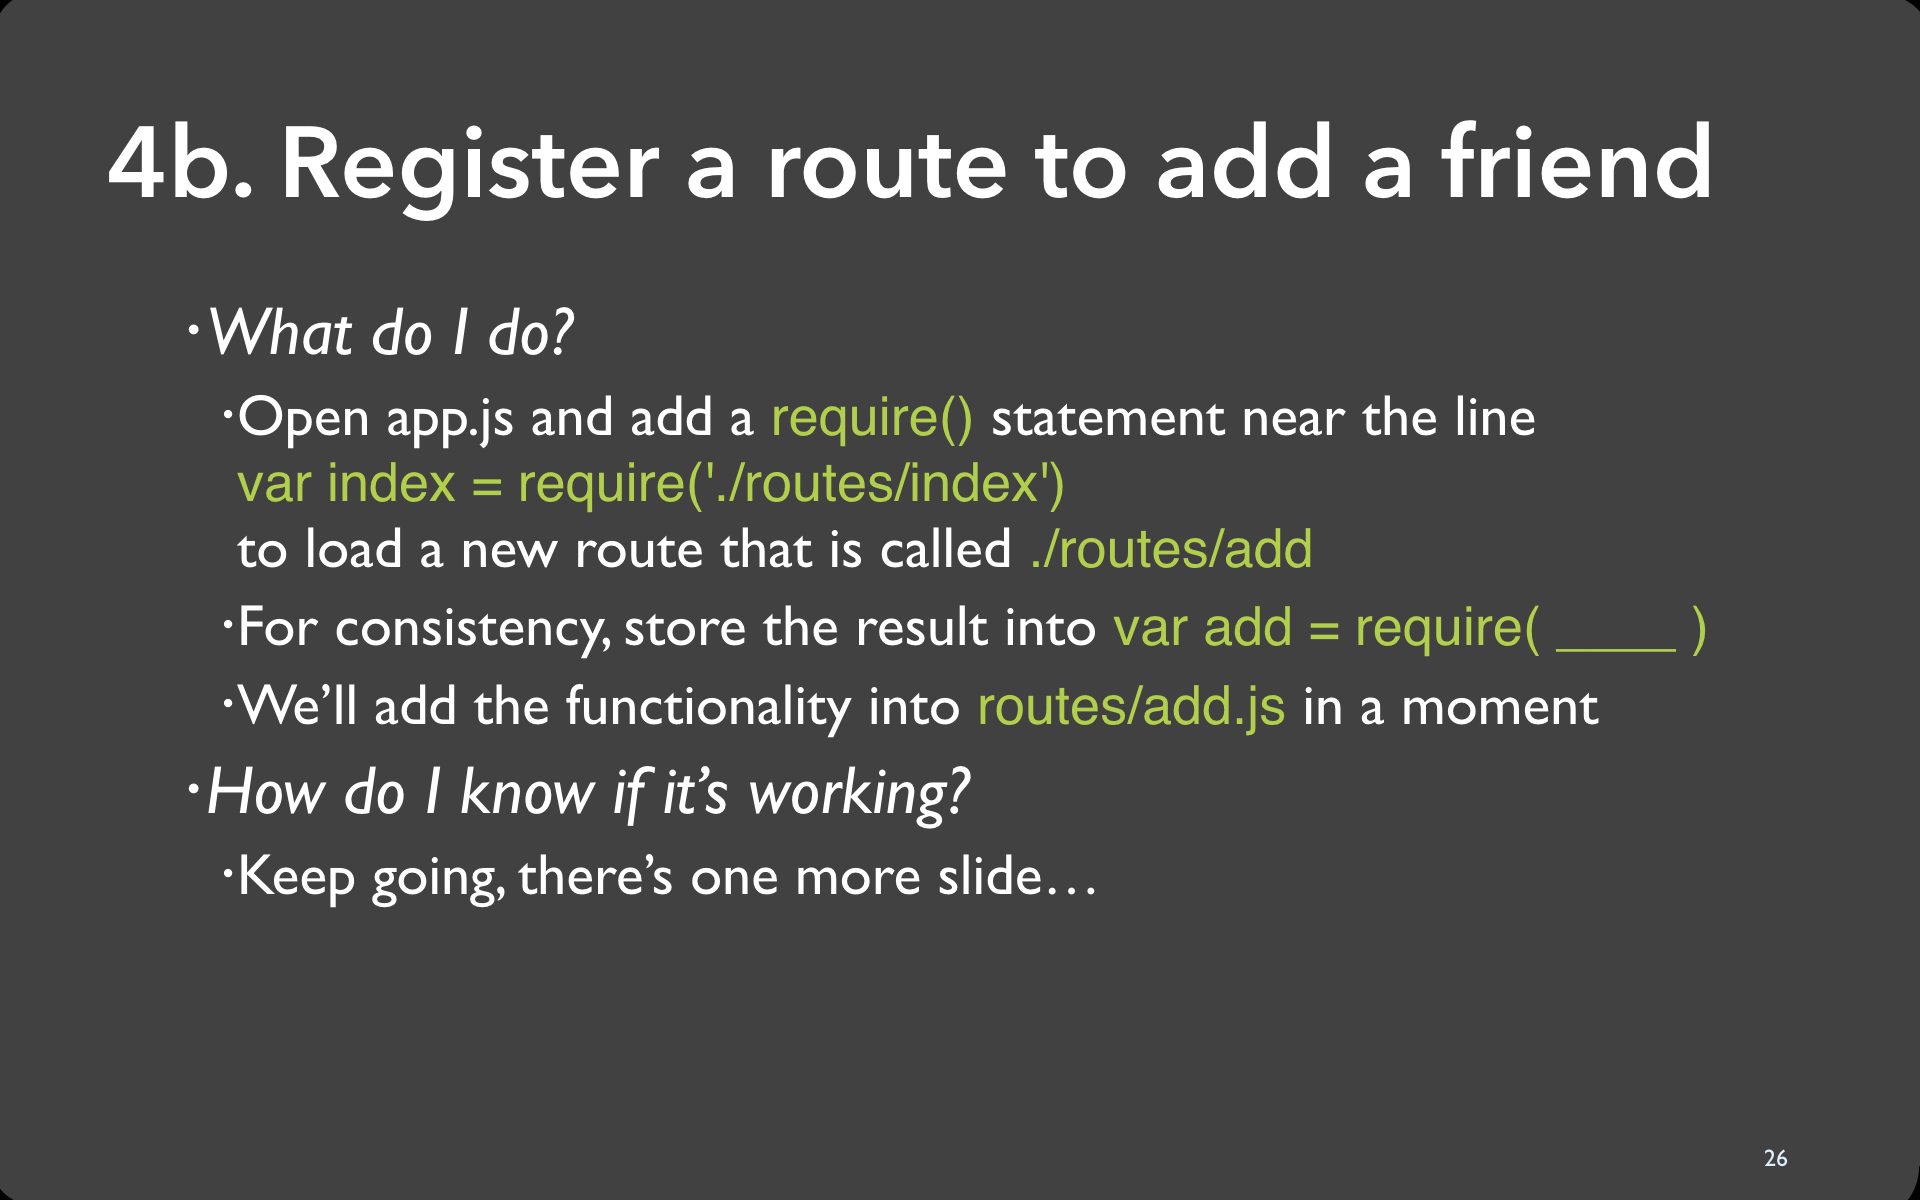 4b. Register a route to add a friend
•What do I do?
•Open app.js and add a require() statement near the line
var index = require('./routes/index')
to load a new route that is called ./routes/add
•For consistency, store the result into var add = require( ____ )
•We’ll add the functionality into routes/add.js in a moment
•How do I know if it’s working?
•Keep going, there’s one more slide…
26